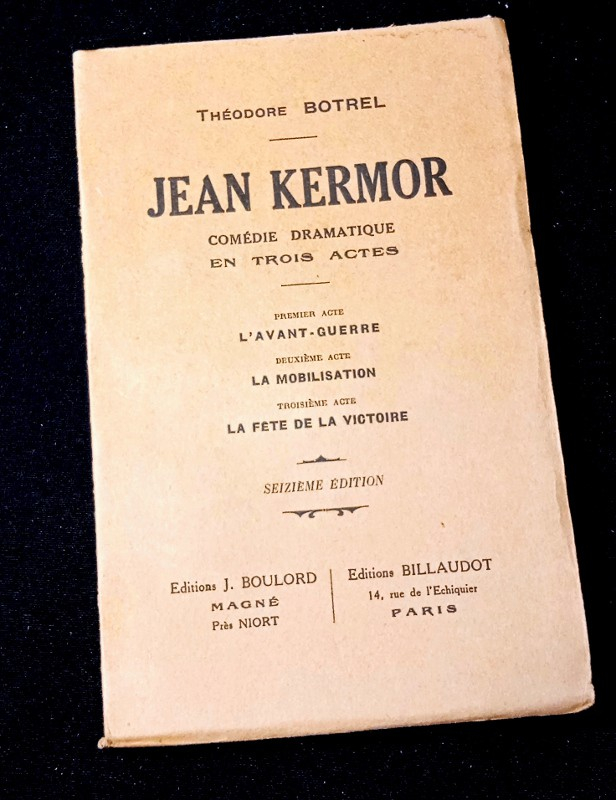 THÉODORE BOTREL
JEAN KERMOR
COMÉDIE DRAMATIQUE
EN TROIS ACTES
PREMIER ACTE
L'AVANT-GUERRE
DEUXIÈME ACTE
LA MOBILISATION
TROISIÈME ACTE
LA FÊTE DE LA VICTOIRE
SEIZIÈME ÉDITION
Editions J. BOULORD
MAGNÉ
Près NIORT
Editions BILLAUDOT
14, rue de l'Echiquier
PARIS